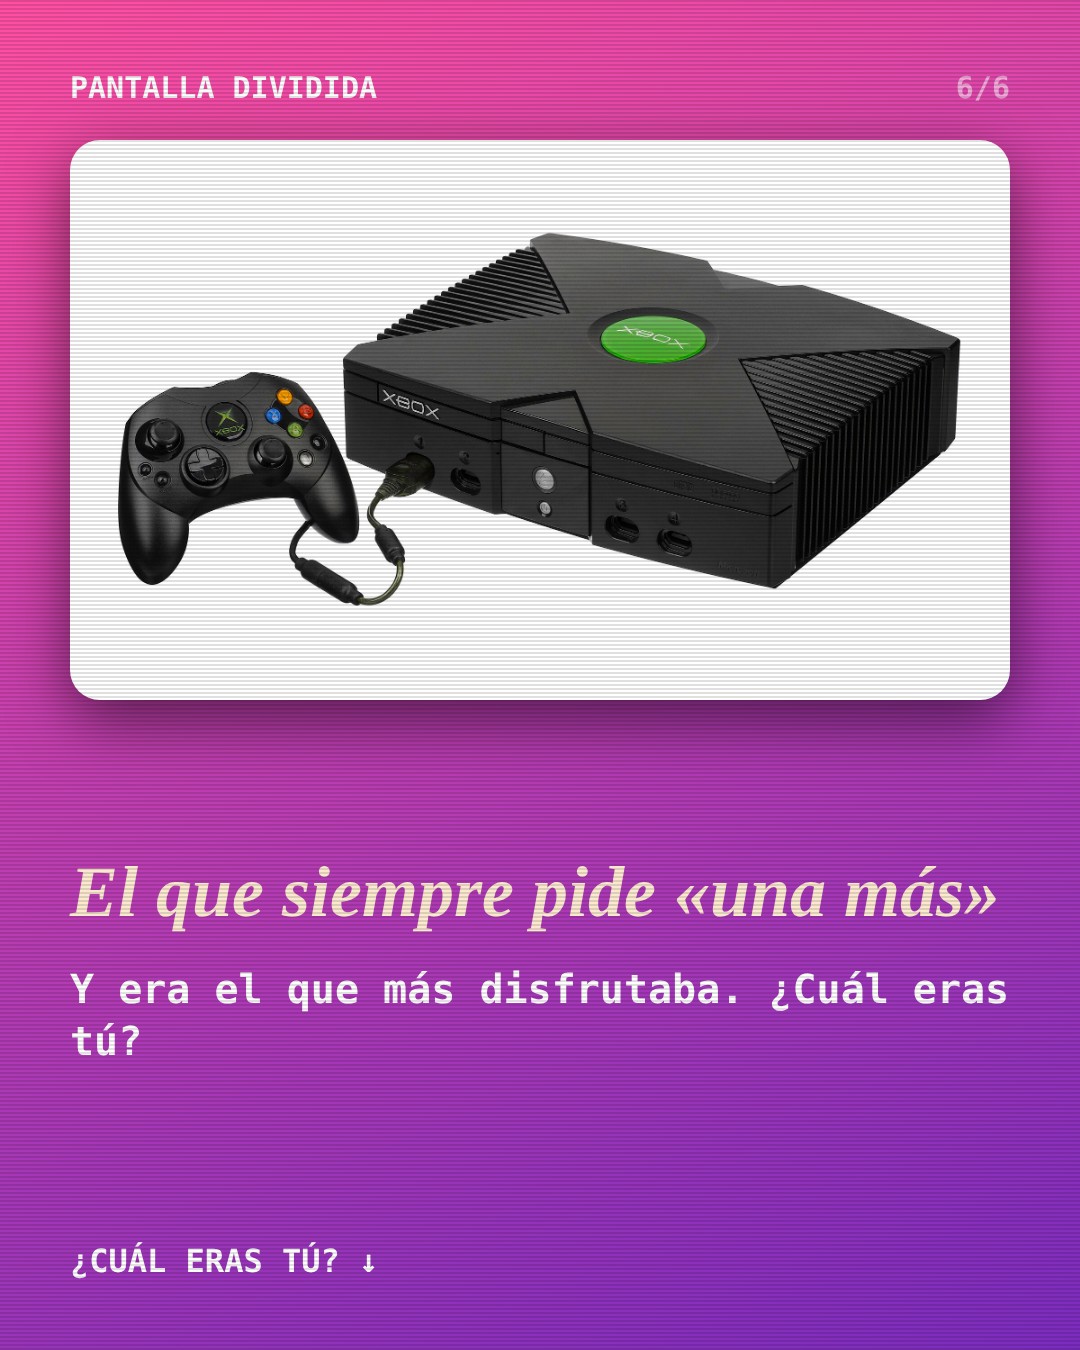 PANTALLA DIVIDIDA
6/6
XBOX
XBOX
XBOX
El que siempre pide «una más»
Y era el que más disfrutaba. ¿Cuál eras
tú?
¿CUÁL ERAS TÚ? ↓